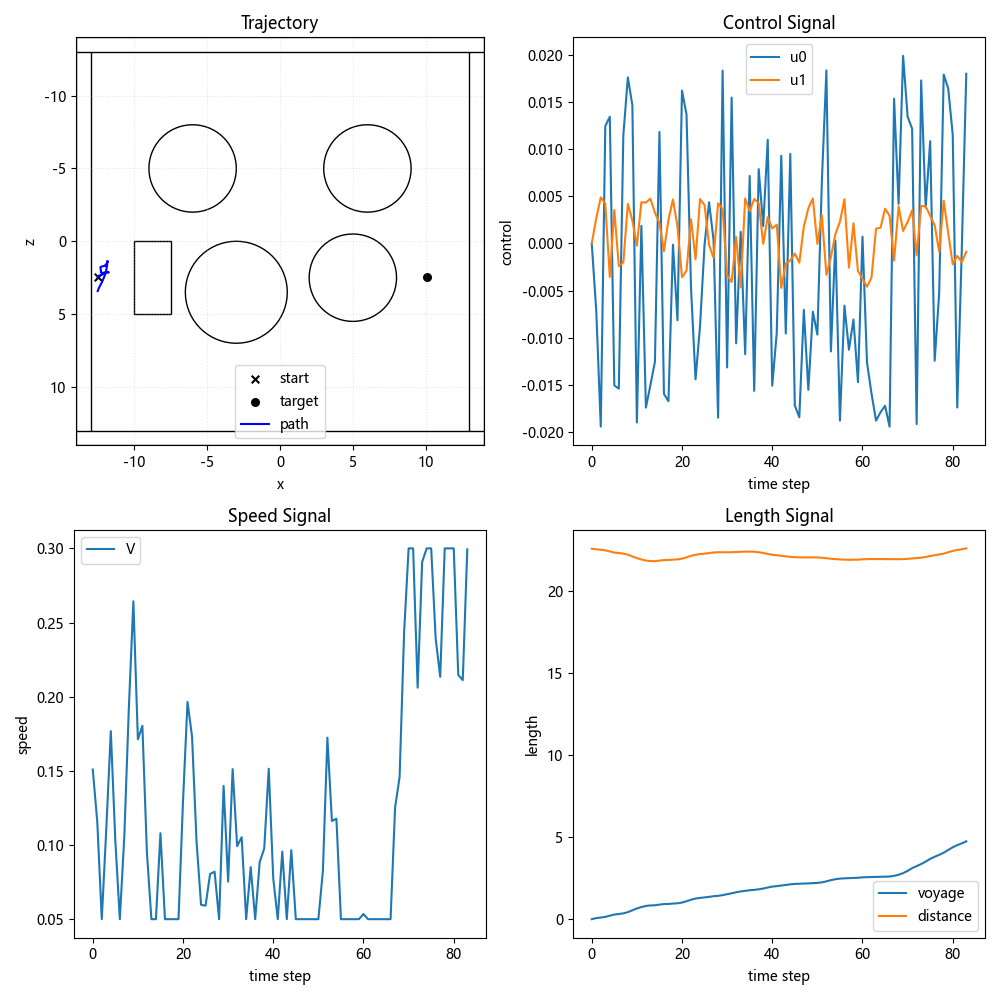 Trajectory
-10
-5
0
5
10
z
-10
-5
0
5
10
x
start
target
path
Control Signal
0.020
0.015
0.010
0.005
0.000
-0.005
-0.010
-0.015
-0.020
control
0
20
40
60
80
time step
u0
u1
Speed Signal
0.30
0.25
0.20
0.15
0.10
0.05
speed
0
20
40
60
80
time step
V
Length Signal
20
15
10
5
0
length
0
20
40
60
80
time step
voyage
distance